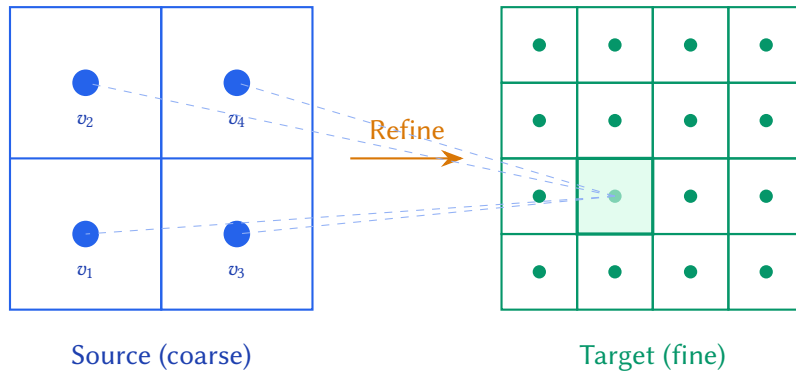 v₂
v₄
Refine
v₁
v₃
Source (coarse)
Target (fine)